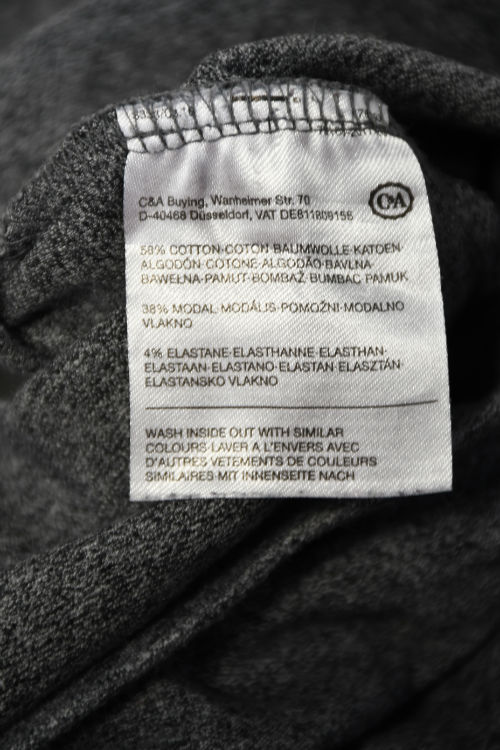 C&A Buying, Wanheimer Str. 70
D-40468 Düsseldorf, VAT DE811809156
C&A
58% COTTON·COTON·BAUMWOLLE·KATOEN·
ALGODÓN·COTONE·ALGODÃO·BAVLNA·
BAWEŁNA·PAMUT·BOMBAŽ·BUMBAC·PAMUK
38% MODAL·MODÁLIS·POMOŽNI·MODALNO
VLAKNO
4% ELASTANE·ELASTHANNE·ELASTHAN·
ELASTAAN·ELASTANO·ELASTAN·ELASZTÁN·
ELASTANSKO VLAKNO
WASH INSIDE OUT WITH SIMILAR
COLOURS·LAVER A L'ENVERS AVEC
D'AUTRES VETEMENTS DE COULEURS
SIMILAIRES·MIT INNENSEITE NACH